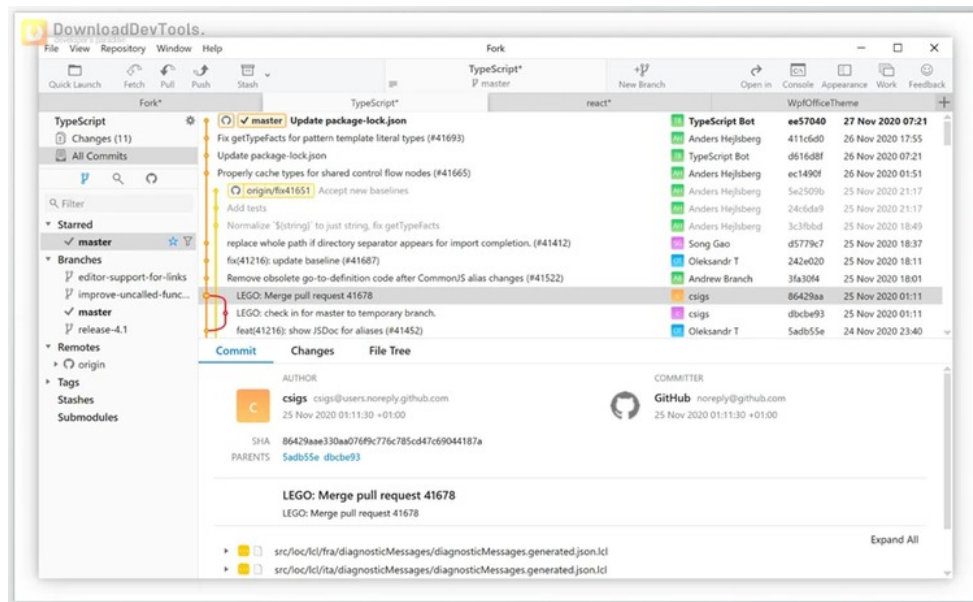 DownloadDevTools.
developer's paradise
File View Repository Window Help
Fork
Quick Launch Fetch Pull Push Stash
TypeScript*
master
New Branch Open in Console Appearance Work Feedback
Fork* TypeScript* react* WpfOfficeTheme
TypeScript
Changes (11)
All Commits
Filter
Starred
master
Branches
editor-support-for-links
improve-uncalled-func...
master
release-4.1
Remotes
origin
Tags
Stashes
Submodules
master Update package-lock.json TypeScript Bot ee57040 27 Nov 2020 07:21
Fix getTypeFacts for pattern template literal types (#41693) Anders Hejlsberg 411c6d0 26 Nov 2020 17:55
Update package-lock.json TypeScript Bot d616d8f 26 Nov 2020 07:21
Properly cache types for shared control flow nodes (#41665) Anders Hejlsberg ec1490f 26 Nov 2020 01:51
origin/fix41651 Accept new baselines Anders Hejlsberg 5e2509b 25 Nov 2020 21:17
Add tests Anders Hejlsberg 24c6da9 25 Nov 2020 21:17
Normalize `${string}` to just string, fix getTypeFacts Anders Hejlsberg 3c3fbbd 25 Nov 2020 18:49
replace whole path if directory separator appears for import completion. (#41412) Song Gao d5779c7 25 Nov 2020 18:37
fix(41216): update baseline (#41687) Oleksandr T 242e020 25 Nov 2020 18:11
Remove obsolete go-to-definition code after CommonJS alias changes (#41522) Andrew Branch 3fa30f4 25 Nov 2020 18:01
LEGO: Merge pull request 41678 csigs 86429aa 25 Nov 2020 01:11
LEGO: check in for master to temporary branch. csigs dbcbe93 25 Nov 2020 01:11
feat(41216): show JSDoc for aliases (#41452) Oleksandr T 5adb55e 24 Nov 2020 23:40
Commit Changes File Tree
AUTHOR COMMITTER
C
csigs csigs@users.noreply.github.com GitHub noreply@github.com
25 Nov 2020 01:11:30 +01:00 25 Nov 2020 01:11:30 +01:00
SHA 86429aae330aa076f9c776c785cd47c69044187a
PARENTS 5adb55e dbcbe93
LEGO: Merge pull request 41678
LEGO: Merge pull request 41678
Expand All
src/loc/lcl/fra/diagnosticMessages/diagnosticMessages.generated.json.lcl
src/loc/lcl/ita/diagnosticMessages/diagnosticMessages.generated.json.lcl